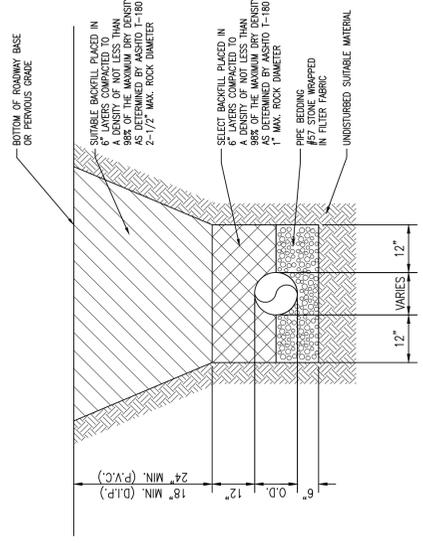 BOTTOM OF ROADWAY BASE
OR PERVIOUS GRADE
SUITABLE BACKFILL PLACED IN
6" LAYERS COMPACTED TO
A DENSITY OF NOT LESS THAN
98% OF THE MAXIMUM DRY DENSIT
AS DETERMINED BY AASHTO T-180
2-1/2" MAX. ROCK DIAMETER
SELECT BACKFILL PLACED IN
6" LAYERS COMPACTED TO
A DENSITY OF NOT LESS THAN
98% OF THE MAXIMUM DRY DENSIT
AS DETERMINED BY AASHTO T-180
1" MAX. ROCK DIAMETER
PIPE BEDDING
#57 STONE WRAPPED
IN FILTER FABRIC
UNDISTURBED SUITABLE MATERIAL
18" MIN. (D.I.P.)
24" MIN. (P.V.C.)
12"
O.D.
6"
12"
VARIES
12"